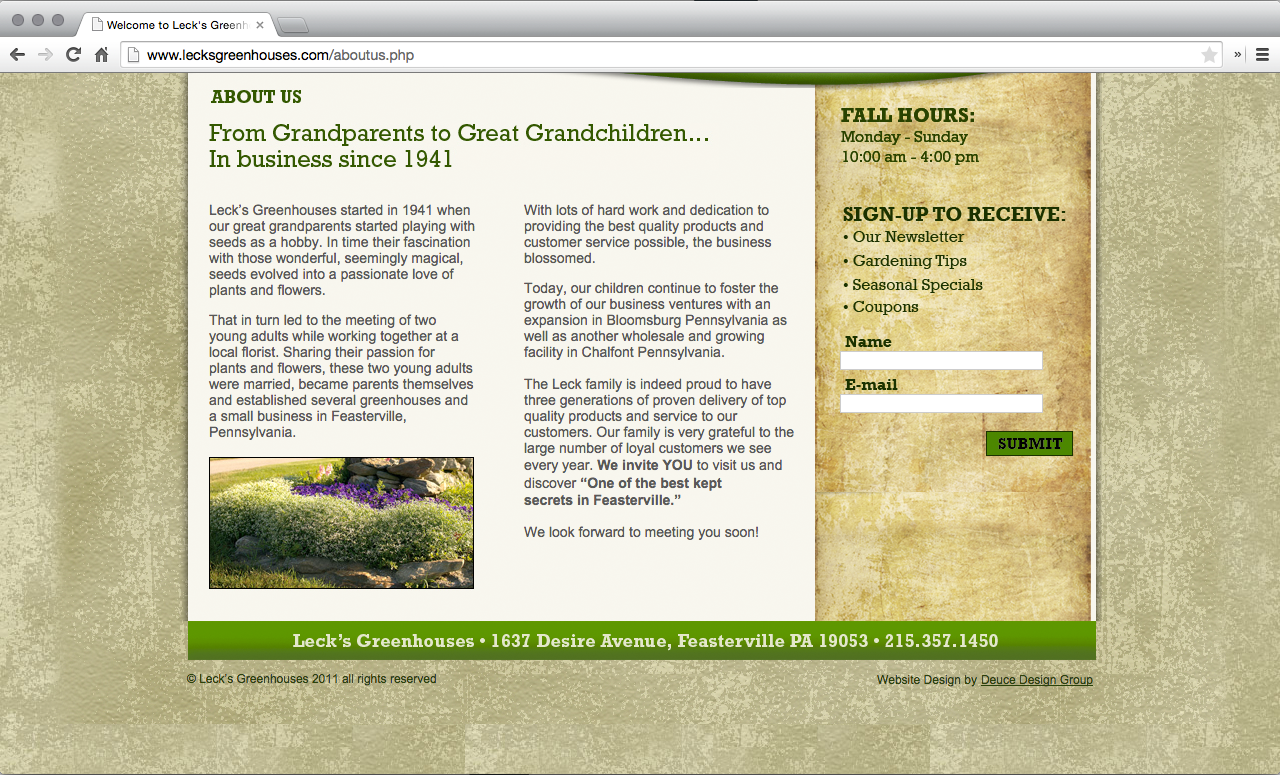 Welcome to Leck's Greenh
www.lecksgreenhouses.com/aboutus.php
ABOUT US
From Grandparents to Great Grandchildren...
In business since 1941
Leck's Greenhouses started in 1941 when
our great grandparents started playing with
seeds as a hobby. In time their fascination
with those wonderful, seemingly magical,
seeds evolved into a passionate love of
plants and flowers.
That in turn led to the meeting of two
young adults while working together at a
local florist. Sharing their passion for
plants and flowers, these two young adults
were married, became parents themselves
and established several greenhouses and
a small business in Feasterville,
Pennsylvania.
With lots of hard work and dedication to
providing the best quality products and
customer service possible, the business
blossomed.
Today, our children continue to foster the
growth of our business ventures with an
expansion in Bloomsburg Pennsylvania as
well as another wholesale and growing
facility in Chalfont Pennsylvania.
The Leck family is indeed proud to have
three generations of proven delivery of top
quality products and service to our
customers. Our family is very grateful to the
large number of loyal customers we see
every year. We invite YOU to visit us and
discover “One of the best kept
secrets in Feasterville.”
We look forward to meeting you soon!
FALL HOURS:
Monday - Sunday
10:00 am - 4:00 pm
SIGN-UP TO RECEIVE:
• Our Newsletter
• Gardening Tips
• Seasonal Specials
• Coupons
Name
E-mail
SUBMIT
Leck's Greenhouses • 1637 Desire Avenue, Feasterville PA 19053 • 215.357.1450
© Leck's Greenhouses 2011 all rights reserved
Website Design by Deuce Design Group